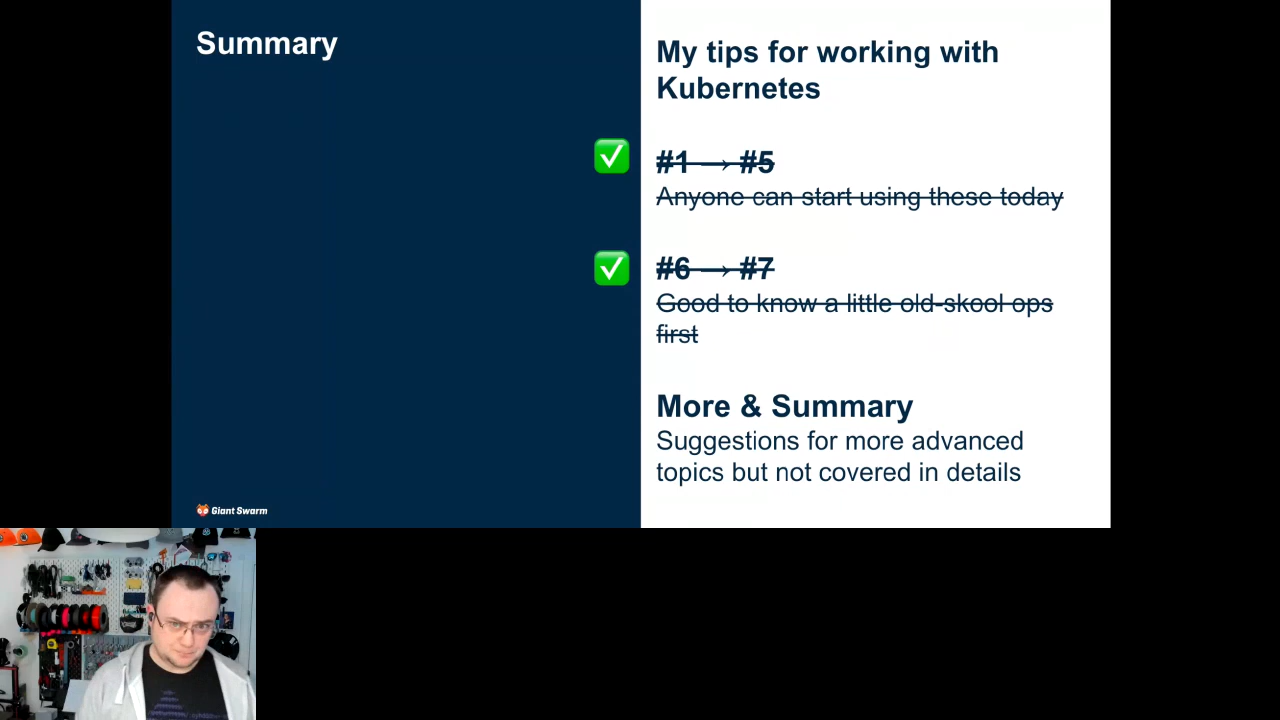 Summary
My tips for working with
Kubernetes
#1 → #5
Anyone can start using these today
#6 → #7
Good to know a little old-skool ops
first
More & Summary
Suggestions for more advanced
topics but not covered in details
Giant Swarm